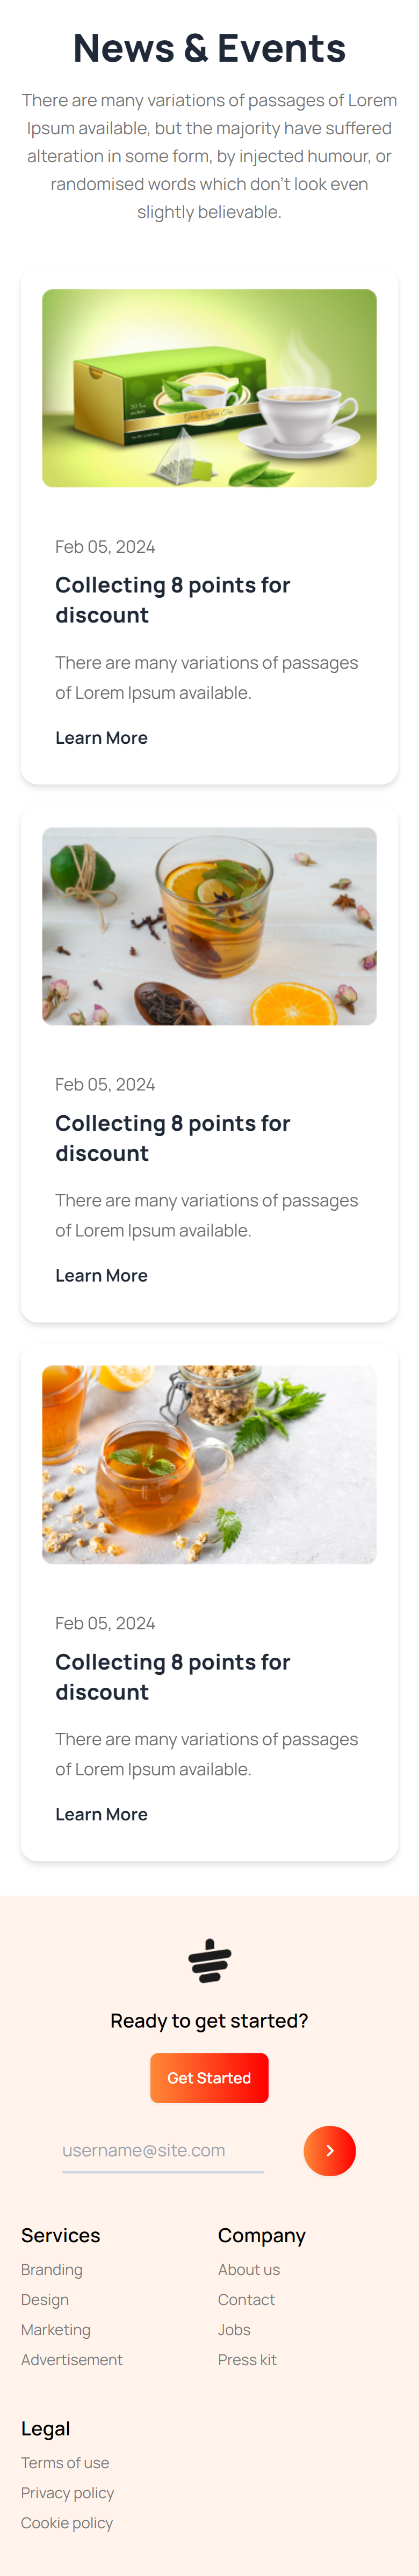 News & Events
There are many variations of passages of Lorem
Ipsum available, but the majority have suffered
alteration in some form, by injected humour, or
randomised words which don't look even
slightly believable.
Feb 05, 2024
Collecting 8 points for
discount
There are many variations of passages
of Lorem Ipsum available.
Learn More
Feb 05, 2024
Collecting 8 points for
discount
There are many variations of passages
of Lorem Ipsum available.
Learn More
Feb 05, 2024
Collecting 8 points for
discount
There are many variations of passages
of Lorem Ipsum available.
Learn More
Ready to get started?
Get Started
username@site.com
Services
Branding
Design
Marketing
Advertisement
Company
About us
Contact
Jobs
Press kit
Legal
Terms of use
Privacy policy
Cookie policy